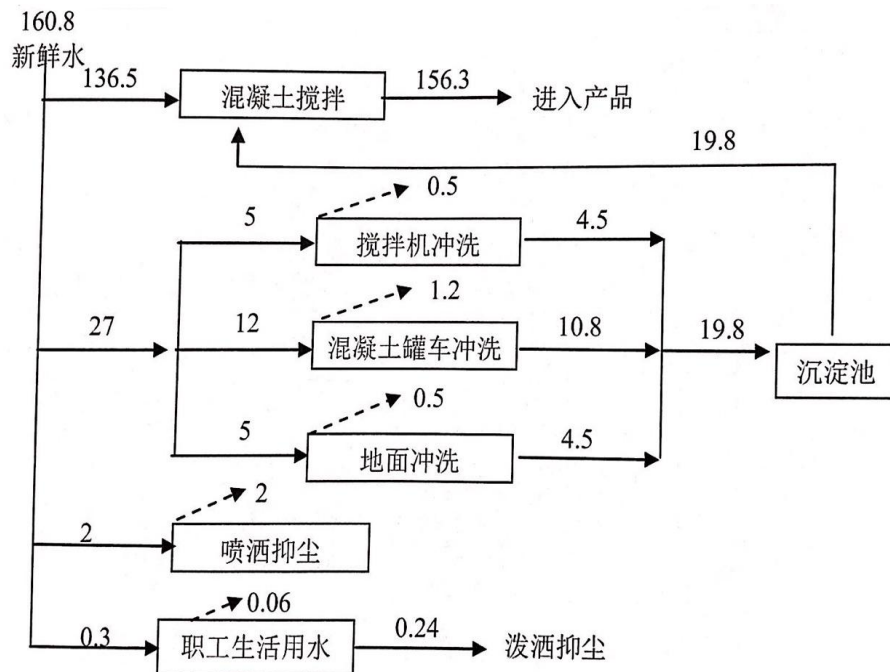 160.8
新鲜水
136.5
混凝土搅拌
156.3
进入产品
19.8
0.5
5
搅拌机冲洗
4.5
1.2
27
12
混凝土罐车冲洗
10.8
19.8
沉淀池
0.5
5
地面冲洗
4.5
2
2
喷洒抑尘
0.06
0.3
职工生活用水
0.24
泼洒抑尘